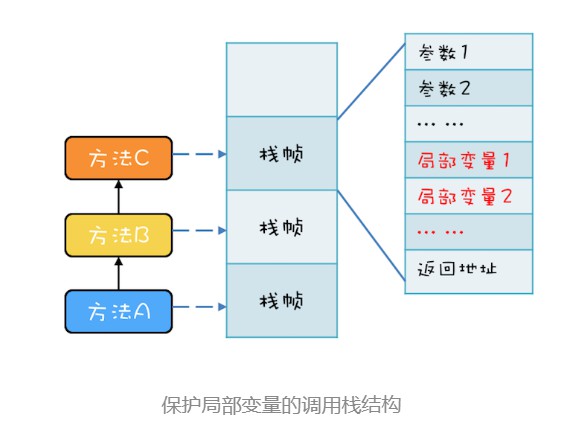 参数1
参数2
... ...
方法C
栈帧
局部变量1
局部变量2
方法B
栈帧
... ...
返回地址
方法A
栈帧
保护局部变量的调用栈结构